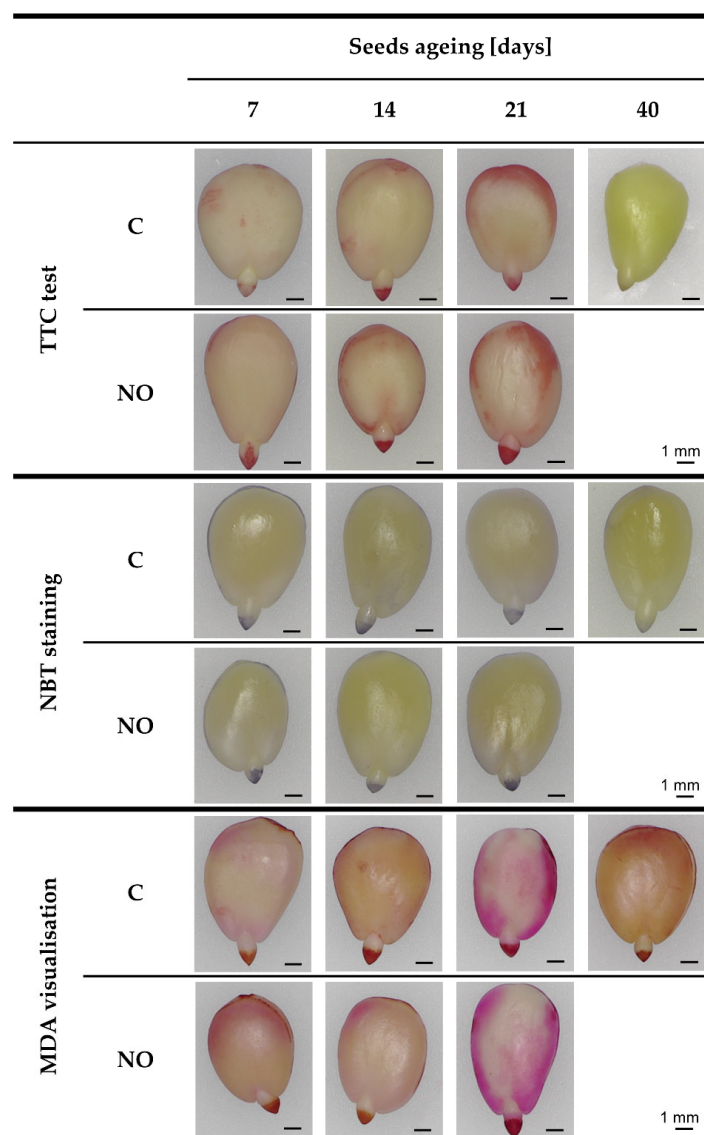 Seeds ageing [days]
7 14 21 40
TTC test
C
NO
1 mm
NBT staining
C
NO
1 mm
MDA visualisation
C
NO
1 mm